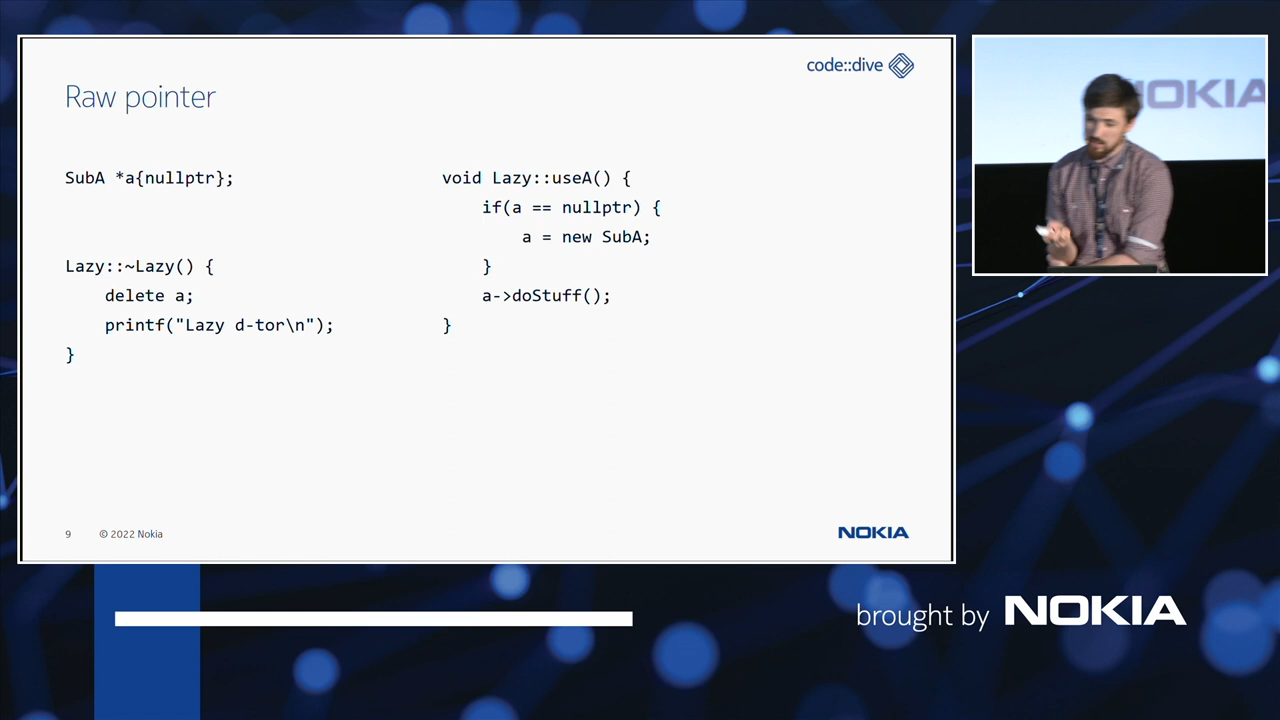 code::dive
Raw pointer
SubA *a{nullptr};
Lazy::~Lazy() {
    delete a;
    printf("Lazy d-tor\n");
}
void Lazy::useA() {
    if(a == nullptr) {
        a = new SubA;
    }
    a->doStuff();
}
9 © 2022 Nokia
NOKIA
NOKIA
brought by NOKIA